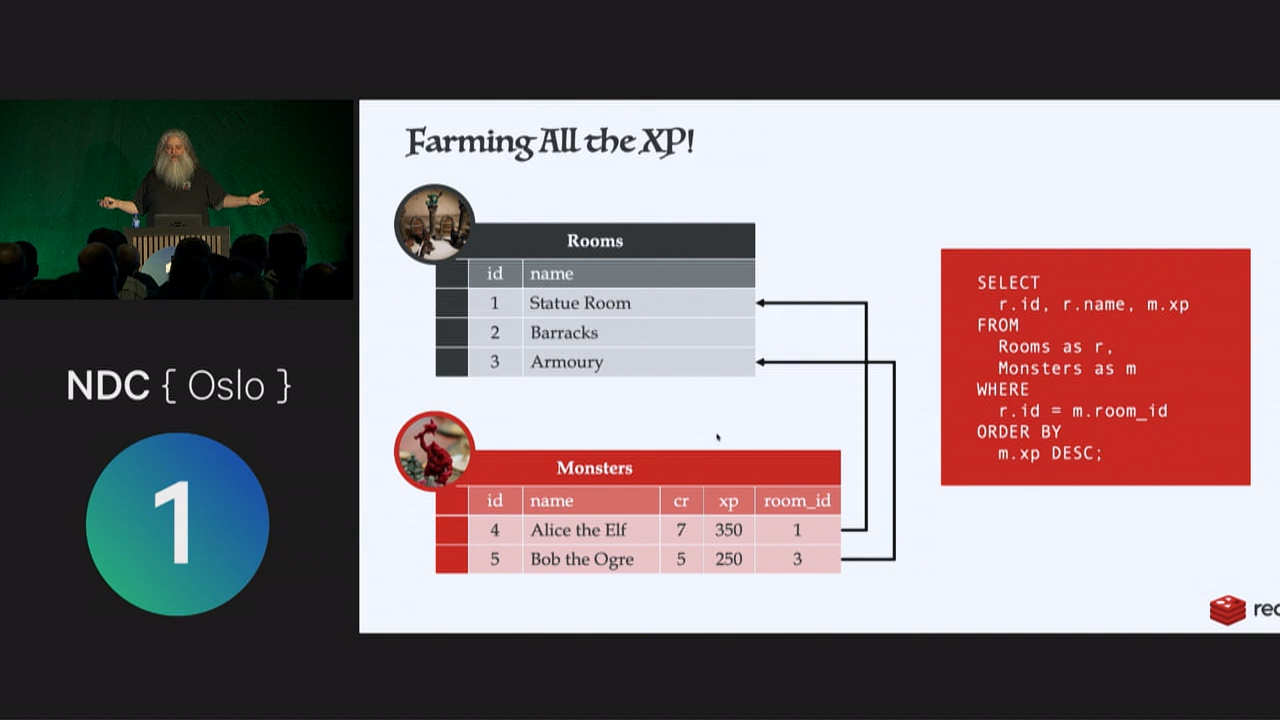 Farming All the XP!
Rooms
id name
1 Statue Room
2 Barracks
3 Armoury
Monsters
id name cr xp room_id
4 Alice the Elf 7 350 1
5 Bob the Ogre 5 250 3
SELECT
r.id, r.name, m.xp
FROM
Rooms as r,
Monsters as m
WHERE
r.id = m.room_id
ORDER BY
m.xp DESC;
NDC { Oslo }
1